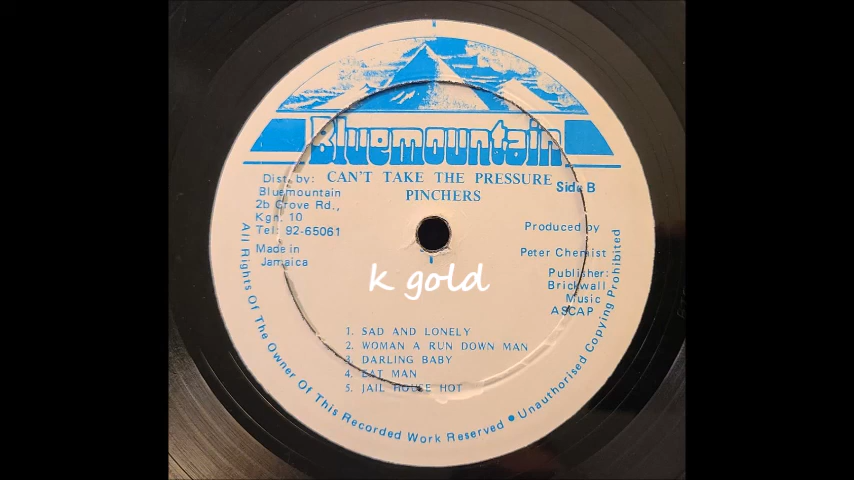 Bluemountain
CAN'T TAKE THE PRESSURE
PINCHERS
Side B
Dist. by:
Bluemountain
2b Grove Rd.,
Kgn. 10
Tel: 92-65061
Made in
Jamaica
Produced by
Peter Chemist
Publisher:
Brickwall
Music
ASCAP
k gold
1. SAD AND LONELY
2. WOMAN A RUN DOWN MAN
3. DARLING BABY
4. EAT MAN
5. JAIL HOUSE HOT
All Rights Of The Owner Of This Recorded Work Reserved ● Unauthorised Copying Prohibited